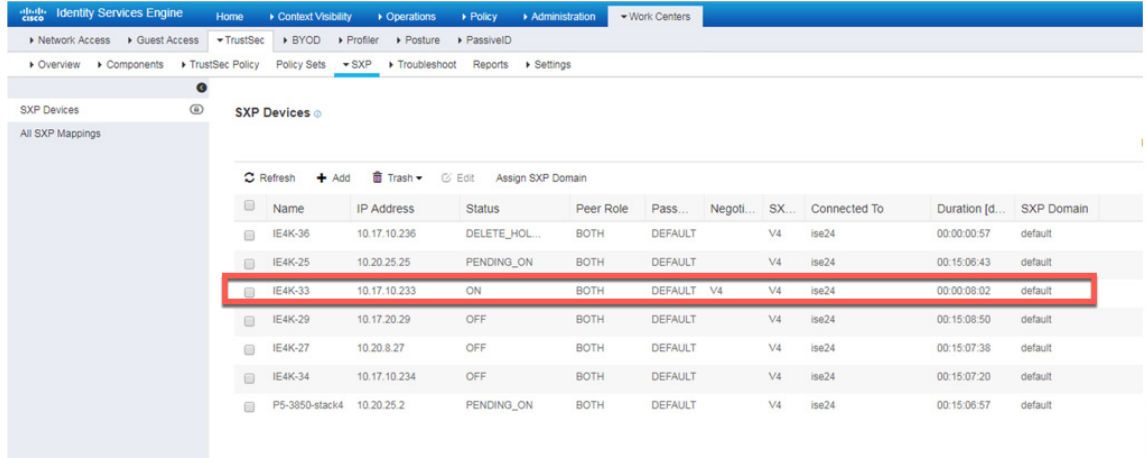 CISCO Identity Services Engine Home Context Visibility Operations Policy Administration Work Centers
Network Access Guest Access TrustSec BYOD Profiler Posture PassiveID
Overview Components TrustSec Policy Policy Sets SXP Troubleshoot Reports Settings
SXP Devices
All SXP Mappings
SXP Devices
Refresh Add Trash Edit Assign SXP Domain
Name IP Address Status Peer Role Pass... Negoti... SX... Connected To Duration [d... SXP Domain
IE4K-36 10.17.10.236 DELETE_HOL... BOTH DEFAULT V4 ise24 00:00:00:57 default
IE4K-25 10.20.25.25 PENDING_ON BOTH DEFAULT V4 ise24 00:15:06:43 default
IE4K-33 10.17.10.233 ON BOTH DEFAULT V4 V4 ise24 00:00:08:02 default
IE4K-29 10.17.20.29 OFF BOTH DEFAULT V4 ise24 00:15:08:50 default
IE4K-27 10.20.8.27 OFF BOTH DEFAULT V4 ise24 00:15:07:38 default
IE4K-34 10.17.10.234 OFF BOTH DEFAULT V4 ise24 00:15:07:20 default
P5-3850-stack4 10.20.25.2 PENDING_ON BOTH DEFAULT V4 ise24 00:15:06:57 default